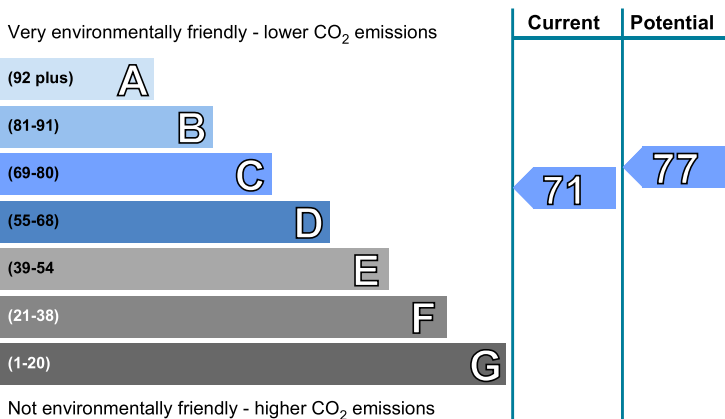 Current Potential
Very environmentally friendly - lower CO2 emissions
(92 plus) A
(81-91) B
(69-80) C
71 77
(55-68) D
(39-54 E
(21-38) F
(1-20) G
Not environmentally friendly - higher CO2 emissions